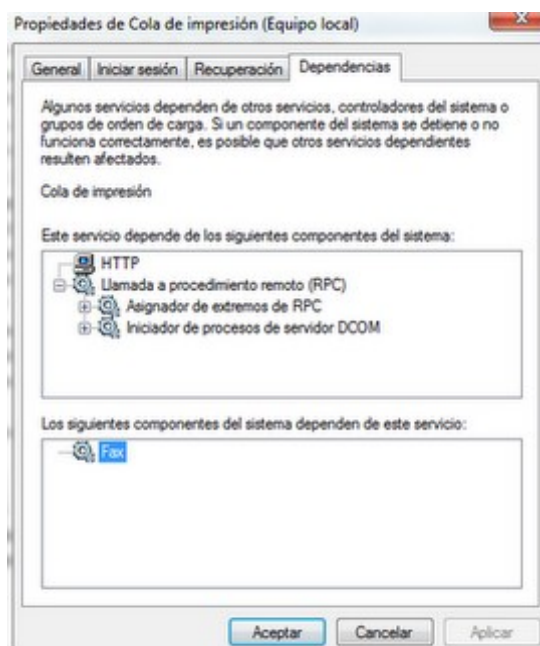 Propiedades de Cola de impresión (Equipo local)
General Iniciar sesión Recuperación Dependencias
Algunos servicios dependen de otros servicios, controladores del sistema o
grupos de orden de carga. Si un componente del sistema se detiene o no
funciona correctamente, es posible que otros servicios dependientes
resulten afectados.
Cola de impresión
Este servicio depende de los siguientes componentes del sistema:
HTTP
Llamada a procedimiento remoto (RPC)
Asignador de extremos de RPC
Iniciador de procesos de servidor DCOM
Los siguientes componentes del sistema dependen de este servicio:
Fax
Aceptar Cancelar Aplicar